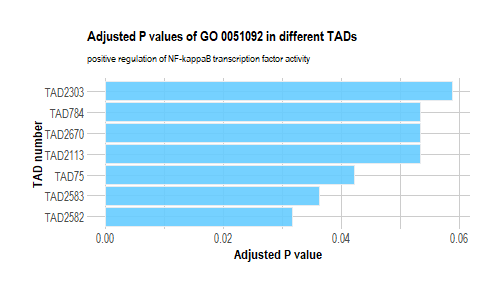 Adjusted P values of GO 0051092 in different TADs
positive regulation of NF-kappaB transcription factor activity
TAD number
TAD2303
TAD784
TAD2670
TAD2113
TAD75
TAD2583
TAD2582
0.00 0.02 0.04 0.06
Adjusted P value